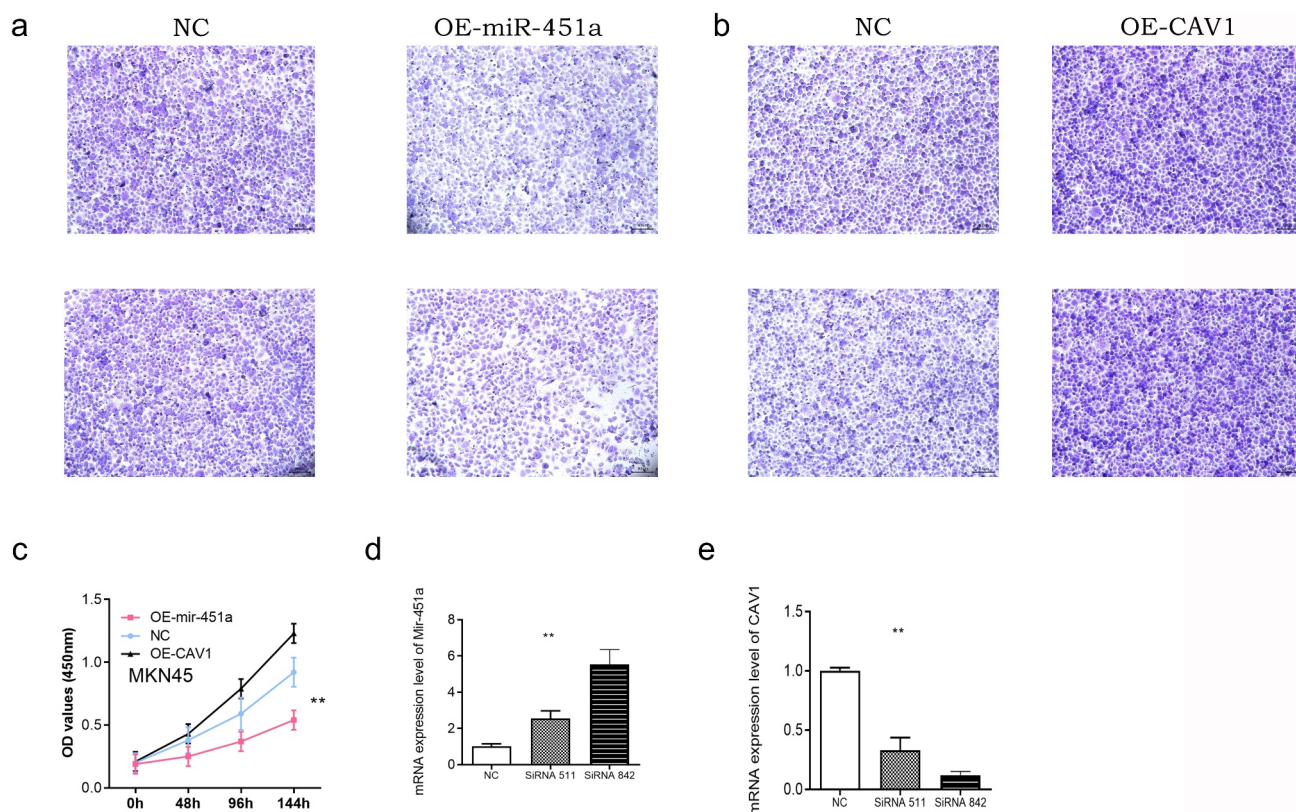 a
NC
OE-miR-451a
b
NC
OE-CAV1
c
OD values (450nm)
1.5
1.0
0.5
0.0
OE-mir-451a
NC
OE-CAV1
MKN45
**
0h
48h
96h
144h
d
mRNA expression level of Mir-451a
8
6
4
2
0
**
NC
SiRNA 511
SiRNA 842
e
mRNA expression level of CAV1
1.5
1.0
0.5
0.0
**
NC
SiRNA 511
SiRNA 842